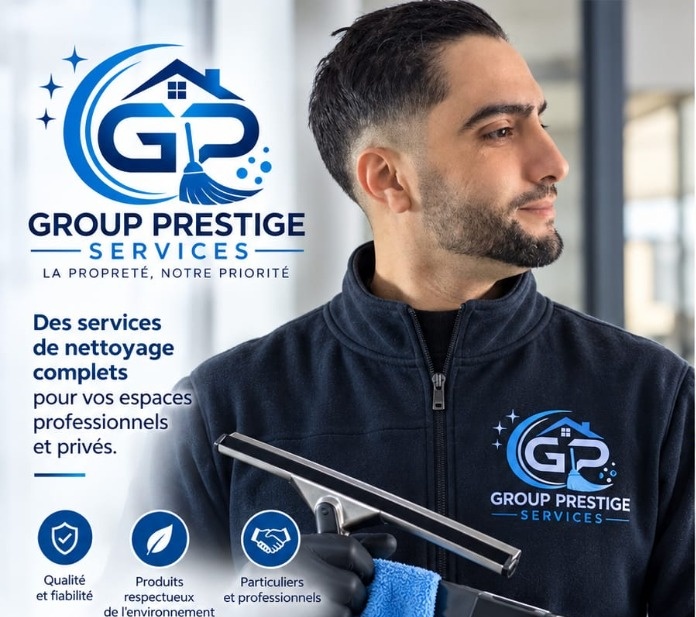 GP
GROUP PRESTIGE
SERVICES
LA PROPRETÉ, NOTRE PRIORITÉ
Des services
de nettoyage
complets
pour vos espaces
professionnels
et privés.
Qualité
et fiabilité
Produits
respectueux
de l'environnement
Particuliers
et professionnels
GP
GROUP PRESTIGE
SERVICES